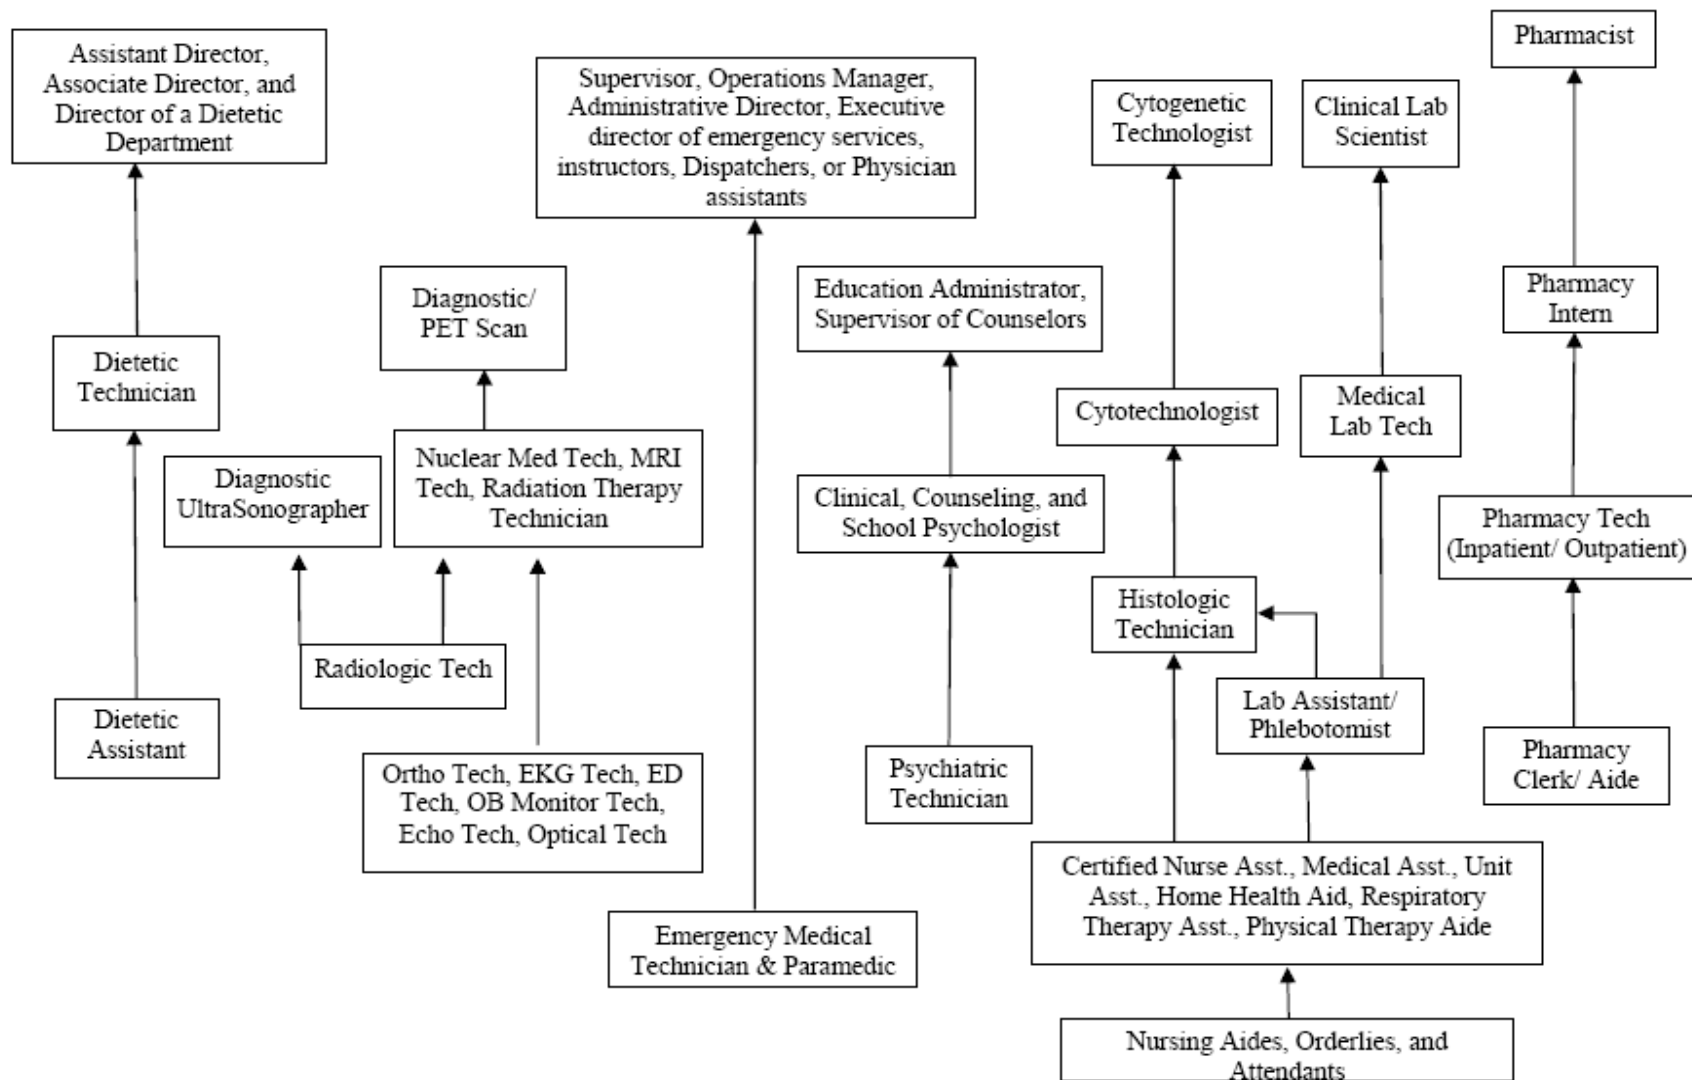 Assistant Director,
Associate Director, and
Director of a Dietetic
Department
Dietetic
Technician
Dietetic
Assistant
Diagnostic
UltraSonographer
Diagnostic/
PET Scan
Nuclear Med Tech, MRI
Tech, Radiation Therapy
Technician
Radiologic Tech
Ortho Tech, EKG Tech, ED
Tech, OB Monitor Tech,
Echo Tech, Optical Tech
Supervisor, Operations Manager,
Administrative Director, Executive
director of emergency services,
instructors, Dispatchers, or Physician
assistants
Emergency Medical
Technician & Paramedic
Education Administrator,
Supervisor of Counselors
Clinical, Counseling, and
School Psychologist
Psychiatric
Technician
Cytogenetic
Technologist
Cytotechnologist
Histologic
Technician
Clinical Lab
Scientist
Medical
Lab Tech
Lab Assistant/
Phlebotomist
Certified Nurse Asst., Medical Asst., Unit
Asst., Home Health Aid, Respiratory
Therapy Asst., Physical Therapy Aide
Nursing Aides, Orderlies, and
Attendants
Pharmacist
Pharmacy
Intern
Pharmacy Tech
(Inpatient/ Outpatient)
Pharmacy
Clerk/ Aide